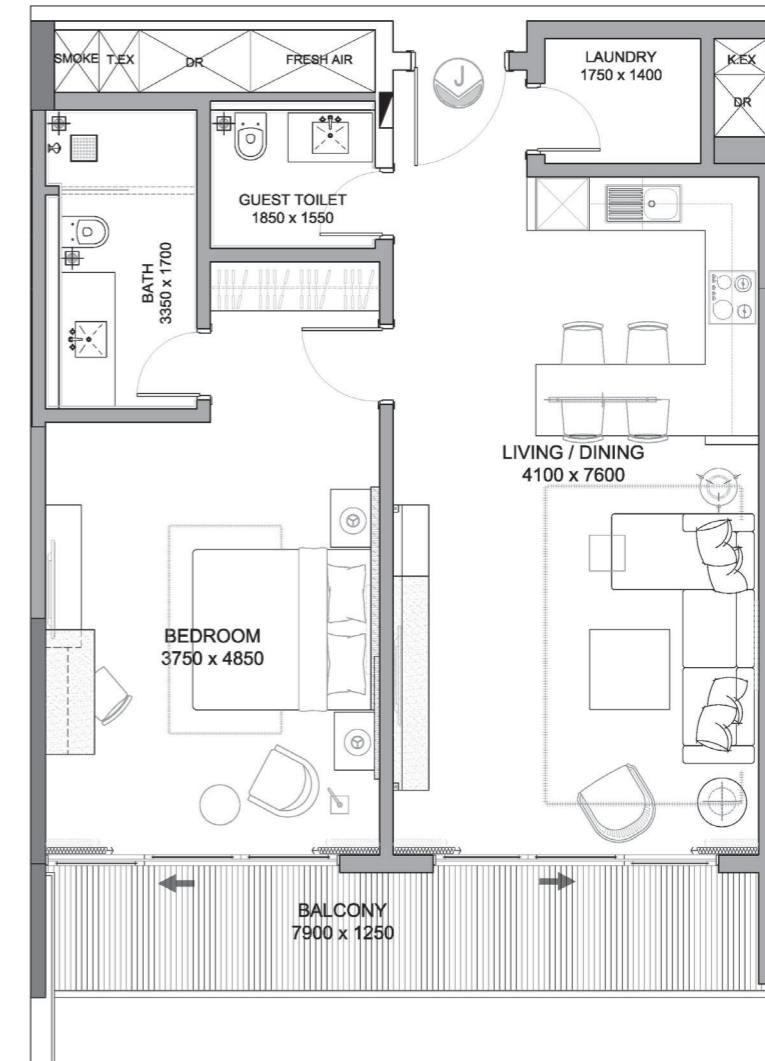 SMOKE
T.EX
DR
FRESH AIR
J
LAUNDRY
1750 x 1400
K.EX
DR
GUEST TOILET
1850 x 1550
BATH
3350 x 1700
LIVING / DINING
4100 x 7600
BEDROOM
3750 x 4850
BALCONY
7900 x 1250